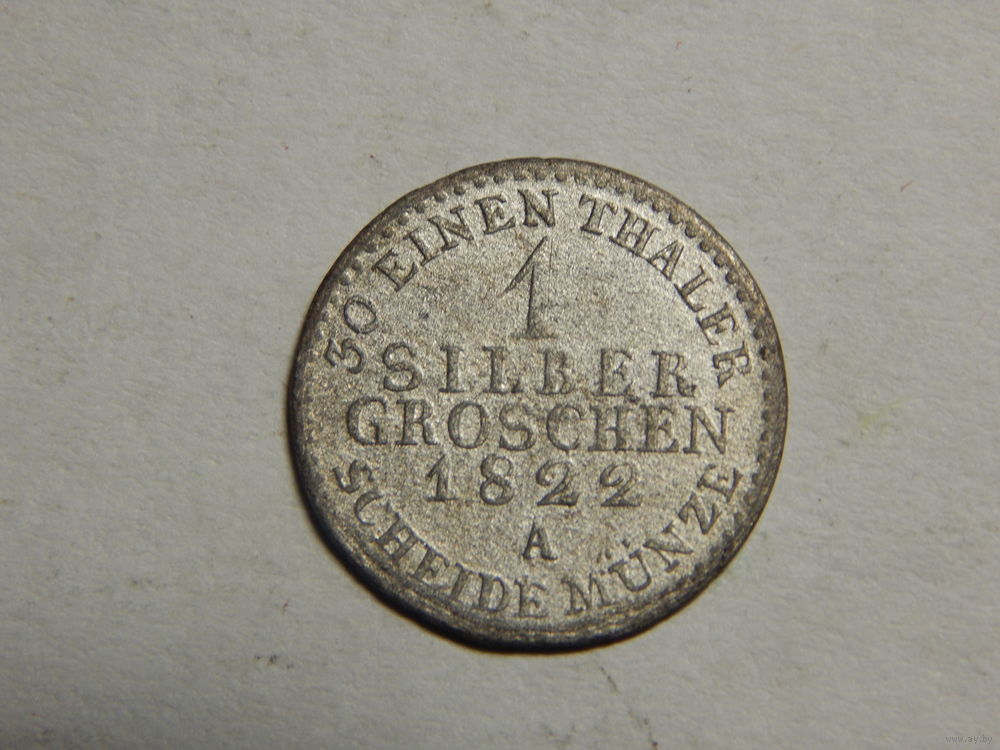 30 EINEN THALER
1
SILBER
GROSCHEN
1822
A
SCHEIDE MÜNZE
www.ay.by